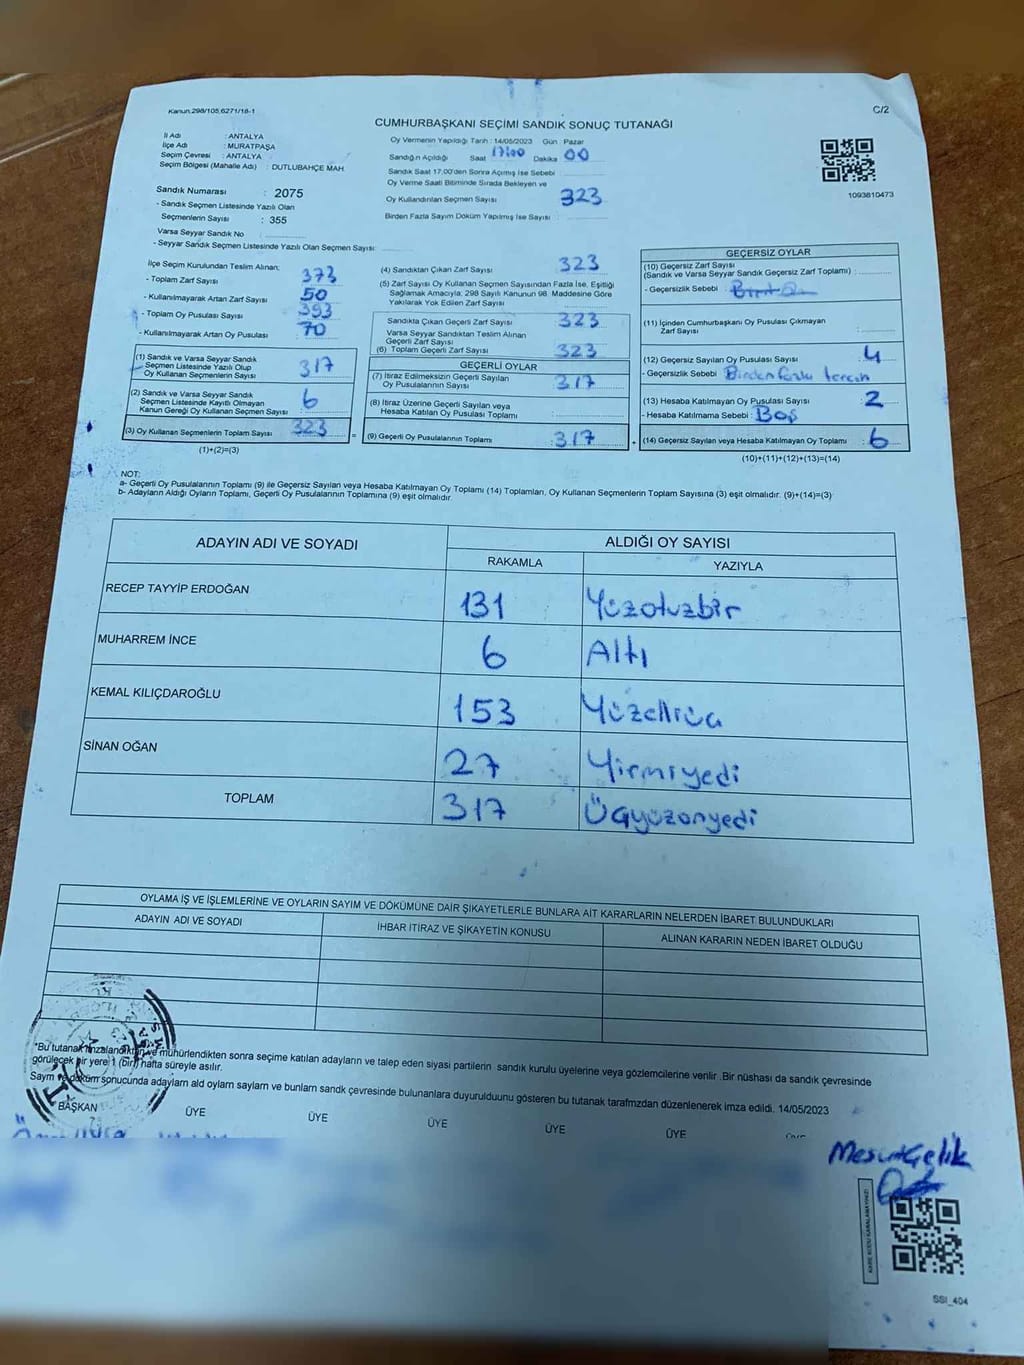 Kanun.298/105,6271/18-1
C/2
CUMHURBAŞKANI SEÇİMİ SANDIK SONUÇ TUTANAĞI
İl Adı : ANTALYA
İlçe Adı : MURATPAŞA
Seçim Çevresi : ANTALYA
Seçim Bölgesi (Mahalle Adı) : DUTLUBAHÇE MAH.
Sandık Numarası : 2075
- Sandık Seçmen Listesinde Yazılı Olan
Seçmenlerin Sayısı : 355
Varsa Seyyar Sandık No :
- Seyyar Sandık Seçmen Listesinde Yazılı Olan Seçmen Sayısı:
Oy Vermenin Yapıldığı Tarih : 14/05/2023 Gün : Pazar
Sandığın Açıldığı Saat 17:00 Dakika 00
Sandık Saat 17.00'den Sonra Açılmış İse Sebebi
Oy Verme Saati Bitiminde Sırada Bekleyen ve
Oy Kullandırılan Seçmen Sayısı 323
Birden Fazla Sayım Döküm Yapılmış İse Sayısı :
1093810473
İlçe Seçim Kurulundan Teslim Alınan;
- Toplam Zarf Sayısı 373
- Kullanılmayarak Artan Zarf Sayısı 50
- Toplam Oy Pusulası Sayısı 393
- Kullanılmayarak Artan Oy Pusulası 70
(1) Sandık ve Varsa Seyyar Sandık
Seçmen Listesinde Yazılı Olup
Oy Kullanan Seçmenlerin Sayısı 317
(2) Sandık ve Varsa Seyyar Sandık
Seçmen Listesinde Kayıtlı Olmayan
Kanun Gereği Oy Kullanan Seçmen Sayısı 6
(3) Oy Kullanan Seçmenlerin Toplam Sayısı 323
(1)+(2)=(3)
(4) Sandıktan Çıkan Zarf Sayısı 323
(5) Zarf Sayısı Oy Kullanan Seçmen Sayısından Fazla İse, Eşitliği
Sağlamak Amacıyla; 298 Sayılı Kanunun 98. Maddesine Göre
Yakılarak Yok Edilen Zarf Sayısı
Sandıkta Çıkan Geçerli Zarf Sayısı 323
Varsa Seyyar Sandıktan Teslim Alınan
Geçerli Zarf Sayısı
(6) Toplam Geçerli Zarf Sayısı 323
GEÇERLİ OYLAR
(7) İtiraz Edilmeksizin Geçerli Sayılan
Oy Pusulalarının Sayısı : 317
(8) İtiraz Üzerine Geçerli Sayılan veya
Hesaba Katılan Oy Pusulası Toplamı
= (9) Geçerli Oy Pusulalarının Toplamı : 317 +
GEÇERSİZ OYLAR
(10) Geçersiz Zarf Sayısı
(Sandık ve Varsa Seyyar Sandık Geçersiz Zarf Toplamı) :
- Geçersizlik Sebebi :
(11) İçinden Cumhurbaşkanı Oy Pusulası Çıkmayan
Zarf Sayısı
(12) Geçersiz Sayılan Oy Pusulası Sayısı : 4
- Geçersizlik Sebebi Birden fazla tercih
(13) Hesaba Katılmayan Oy Pusulası Sayısı : 2
- Hesaba Katılmama Sebebi : Boş
(14) Geçersiz Sayılan veya Hesaba Katılmayan Oy Toplamı : 6
(10)+(11)+(12)+(13)=(14)
NOT:
a- Geçerli Oy Pusulalarının Toplamı (9) ile Geçersiz Sayılan veya Hesaba Katılmayan Oy Toplamı (14) Toplamları, Oy Kullanan Seçmenlerin Toplam Sayısına (3) eşit olmalıdır. (9)+(14)=(3)
b- Adayların Aldığı Oyların Toplamı, Geçerli Oy Pusulalarının Toplamına (9) eşit olmalıdır.
ADAYIN ADI VE SOYADI ALDIĞI OY SAYISI
RAKAMLA YAZIYLA
RECEP TAYYİP ERDOĞAN 131 Yüzotuzbir
MUHARREM İNCE 6 Altı
KEMAL KILIÇDAROĞLU 153 Yüzelliüç
SİNAN OĞAN 27 Yirmiyedi
TOPLAM 317 Üçyüzonyedi
OYLAMA İŞ VE İŞLEMLERİNE VE OYLARIN SAYIM VE DÖKÜMÜNE DAİR ŞİKAYETLERLE BUNLARA AİT KARARLARIN NELERDEN İBARET BULUNDUKLARI
ADAYIN ADI VE SOYADI İHBAR İTİRAZ VE ŞİKAYETİN KONUSU ALINAN KARARIN NEDEN İBARET OLDUĞU
*Bu tutanak imzalandıktan ve mühürlendikten sonra seçime katılan adayların ve talep eden siyasi partilerin sandık kurulu üyelerine veya gözlemcilerine verilir .Bir nüshası da sandık çevresinde
görülecek bir yere 1 (bir) hafta süreyle asılır.
Sayım ve döküm sonucunda adayların ald oyların sayların ve bunların sandk çevresinde bulunanlara duyurulduunu gösteren bu tutanak tarafmzdan düzenlenerek imza edildi. 14/05/2023
BAŞKAN ÜYE ÜYE ÜYE ÜYE ÜYE
Mesut Çelik
KARE KODU KARALAMAYINIZ!
SSI_404